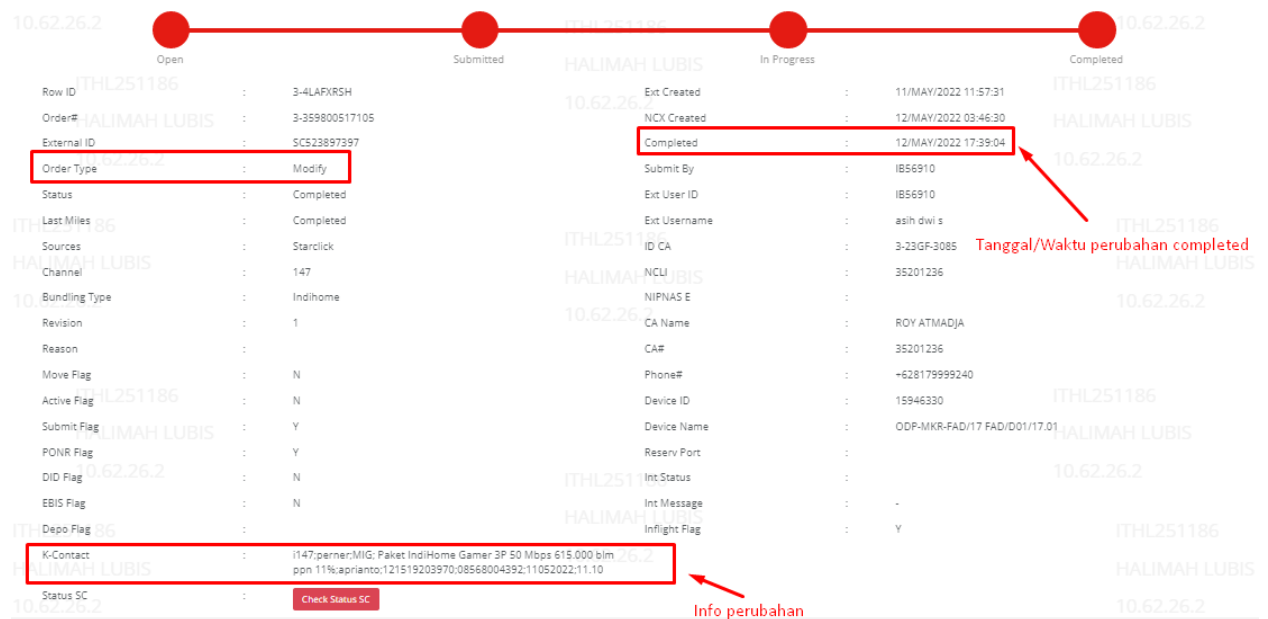 Open Submitted In Progress Completed
Row ID : 3-4LAFXRSH Ext Created : 11/MAY/2022 11:57:31
Order# : 3-359800517105 NCX Created : 12/MAY/2022 03:46:30
External ID : SC523897397 Completed : 12/MAY/2022 17:39:04
Order Type : Modify Submit By : IB56910
Status : Completed Ext User ID : IB56910
Last Miles : Completed Ext Username : asih dwi s
Sources : Starclick ID CA : 3-23GF-3085
Tanggal/Waktu perubahan completed
Channel : 147 NCLI : 35201236
Bundling Type : Indihome NIPNAS E :
Revision : 1 CA Name : ROY ATMADJA
Reason : CA# : 35201236
Move Flag : N Phone# : +628179999240
Active Flag : N Device ID : 15946330
Submit Flag : Y Device Name : ODP-MKR-FAD/17 FAD/D01/17.01
PONR Flag : Y Reserv Port :
DID Flag : N Int Status :
EBIS Flag : N Int Message : -
Depo Flag : Inflight Flag : Y
K-Contact : i147;perner;MIG; Paket IndiHome Gamer 3P 50 Mbps 615.000 blm
ppn 11%;aprianto;121519203970;08568004392;11052022;11.10
Status SC : Check Status SC
Info perubahan
ITHL251186
HALIMAH LUBIS
10.62.26.2